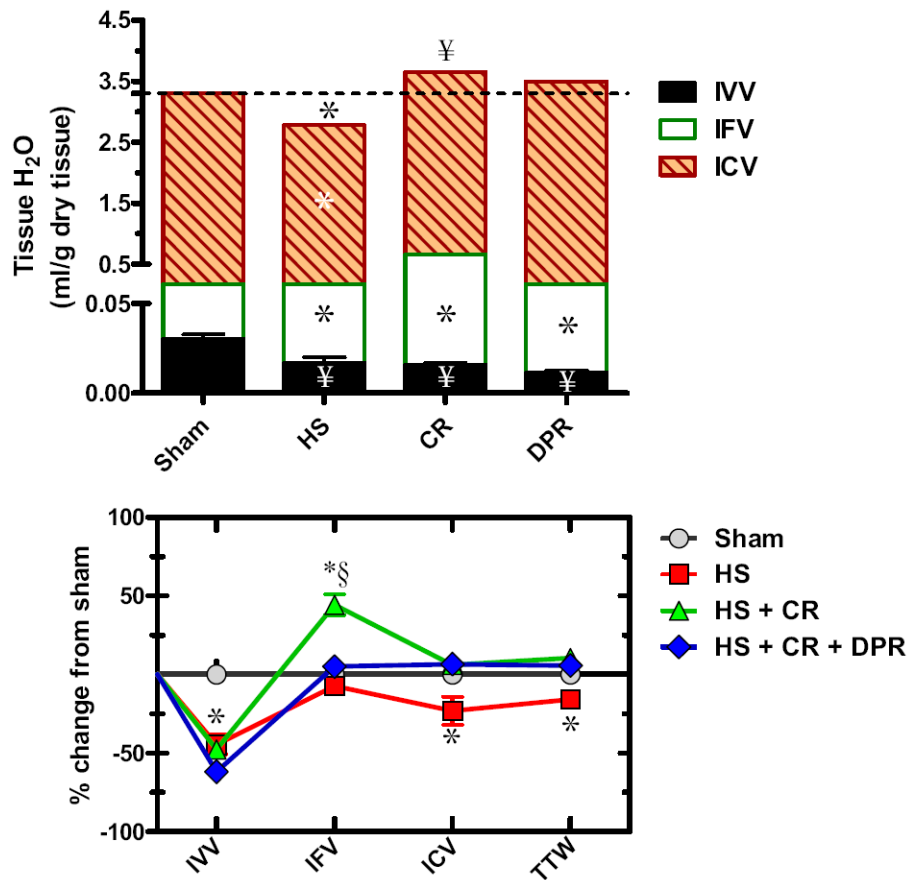 Tissue H₂O
(ml/g dry tissue)
4.5
3.5
2.5
1.5
0.5
0.05
0.00
¥
*
*
*
*
*
¥
¥
¥
Sham
HS
CR
DPR
IVV
IFV
ICV
% change from sham
100
50
0
-50
-100
*§
*
*
*
IVV
IFV
ICV
TTW
Sham
HS
HS + CR
HS + CR + DPR